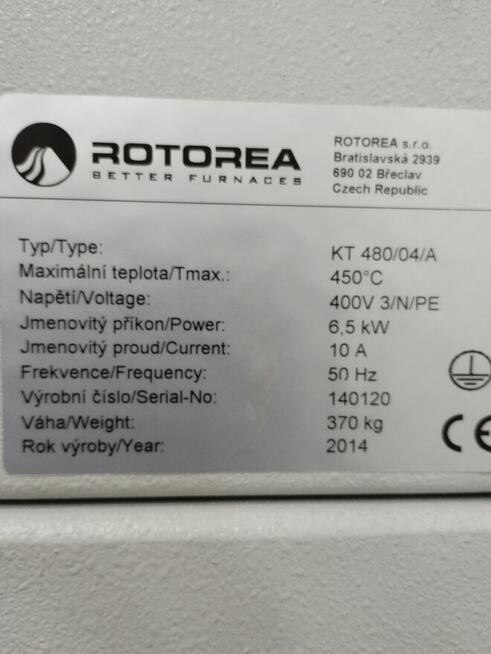 ROTOREA
BETTER FURNACES
ROTOREA s.r.o.
Bratislavská 2939
690 02 Břeclav
Czech Republic
Typ/Type: KT 480/04/A
Maximální teplota/Tmax.: 450°C
Napětí/Voltage: 400V 3/N/PE
Jmenovitý příkon/Power: 6,5 kW
Jmenovitý proud/Current: 10 A
Frekvence/Frequency: 50 Hz
Výrobní číslo/Serial-No: 140120
Váha/Weight: 370 kg
Rok výroby/Year: 2014
CE